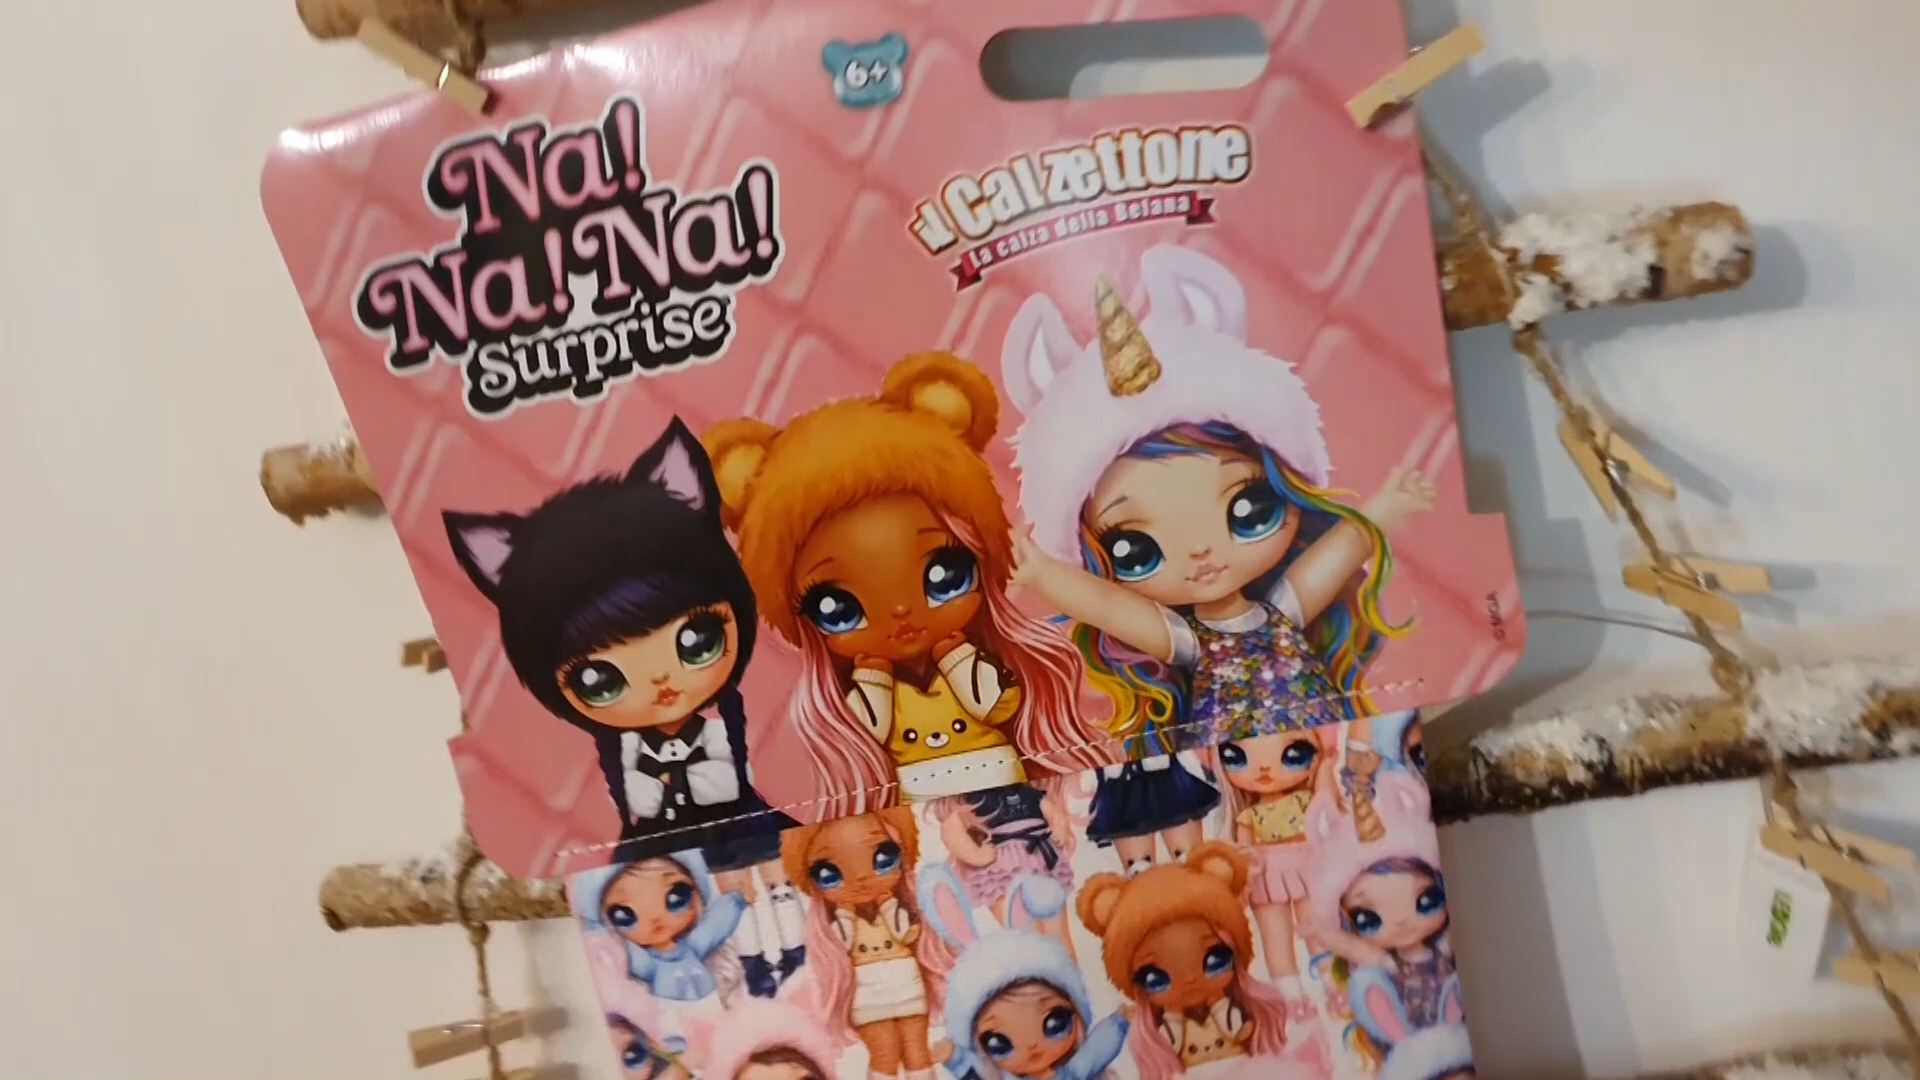 6+
Na!
Na! Na!
Surprise
il Calzettone
La calza della Befana
© MGA